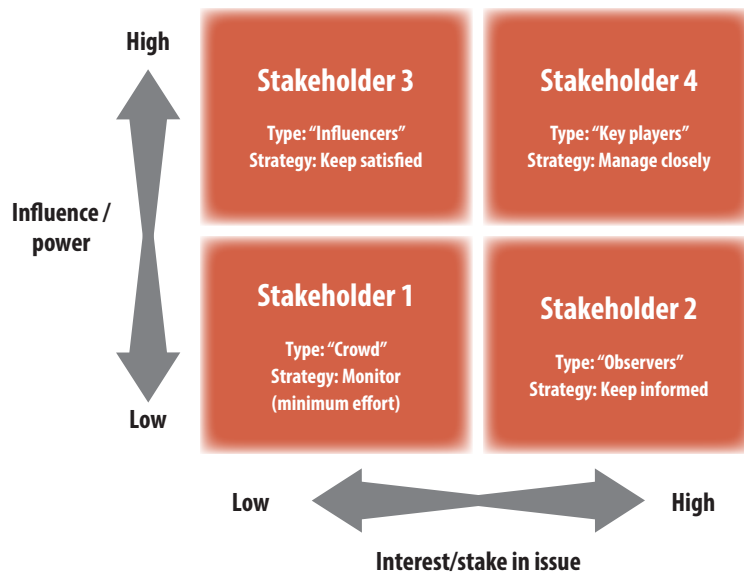 High
Stakeholder 3
Type: “Influencers”
Strategy: Keep satisfied
Stakeholder 4
Type: “Key players”
Strategy: Manage closely
Influence /
power
Stakeholder 1
Type: “Crowd”
Strategy: Monitor
(minimum effort)
Stakeholder 2
Type: “Observers”
Strategy: Keep informed
Low
Low
High
Interest/stake in issue